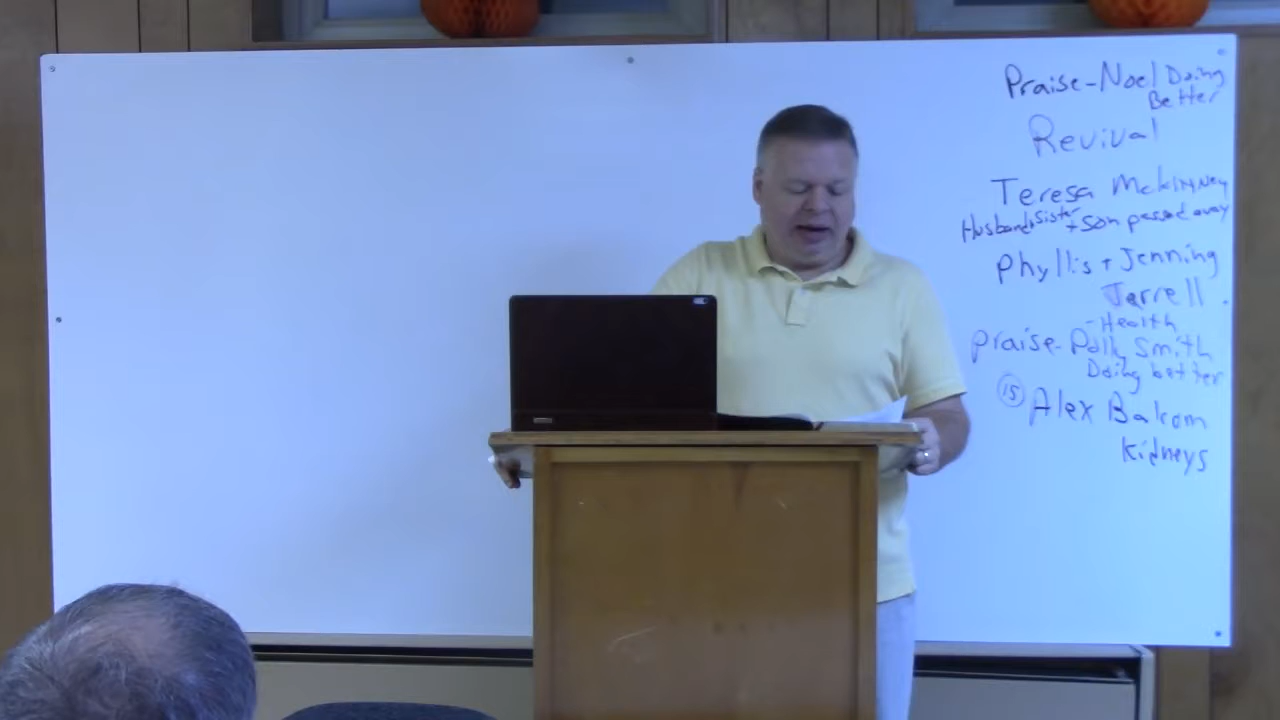 Praise-Noel Doing
Better
Revival
Teresa McKinney
Husband+Sister
+ Son passed away
Phyllis + Jenning
Jarrell
-Health
Praise-Polly Smith
Doing better
15 Alex Balcom
kidneys